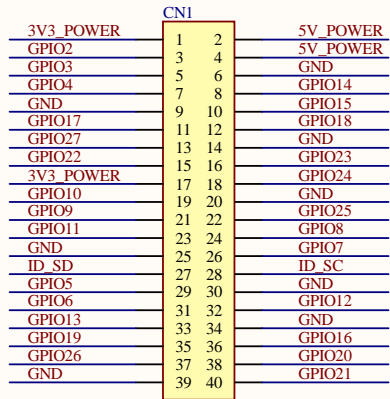 CN1
3V3_POWER 1 2 5V_POWER
GPIO2 3 4 5V_POWER
GPIO3 5 6 GND
GPIO4 7 8 GPIO14
GND 9 10 GPIO15
GPIO17 11 12 GPIO18
GPIO27 13 14 GND
GPIO22 15 16 GPIO23
3V3_POWER 17 18 GPIO24
GPIO10 19 20 GND
GPIO9 21 22 GPIO25
GPIO11 23 24 GPIO8
GND 25 26 GPIO7
ID_SD 27 28 ID_SC
GPIO5 29 30 GND
GPIO6 31 32 GPIO12
GPIO13 33 34 GND
GPIO19 35 36 GPIO16
GPIO26 37 38 GPIO20
GND 39 40 GPIO21